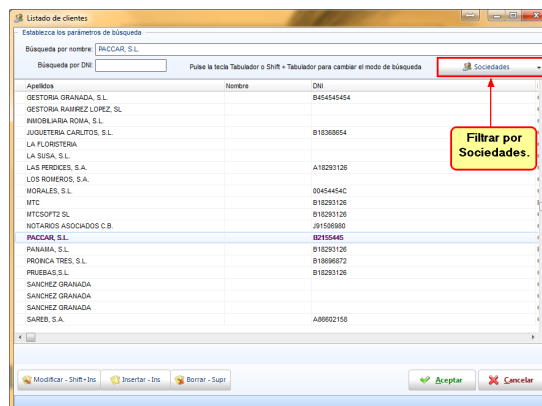 Listado de clientes
Establezca los parámetros de búsqueda
Búsqueda por nombre: PACCAR, S.L.
Búsqueda por DNI: Pulse la tecla Tabulador o Shift + Tabulador para cambiar el modo de búsqueda Sociedades
Apellidos Nombre DNI
GESTORIA GRANADA, S.L. B454545454
GESTORIA RAMIREZ LOPEZ, SL
INMOBILIARIA ROMA, S.L.
JUGUETERIA CARLITOS, S.L. B18368654
LA FLORISTERIA
LA SUSA, S.L.
LAS PERDICES, S.A. A18293126
LOS ROMEROS, S.A.
MORALES, S.L. 00454454C
MTC B18293126
MTCSOFT2 SL B18293126
NOTARIOS ASOCIADOS C.B. J91506980
PACCAR, S.L. B2155445
PANAMA, S.L. B18293126
PROINCA TRES, S.L. B18696872
PRUEBAS,S.L. B18293126
SANCHEZ GRANADA
SANCHEZ GRANADA
SANCHEZ GRANADA
SAREB, S.A. A86602158
Filtrar por
Sociedades.
Modificar - Shift+Ins Insertar - Ins Borrar - Supr Aceptar Cancelar